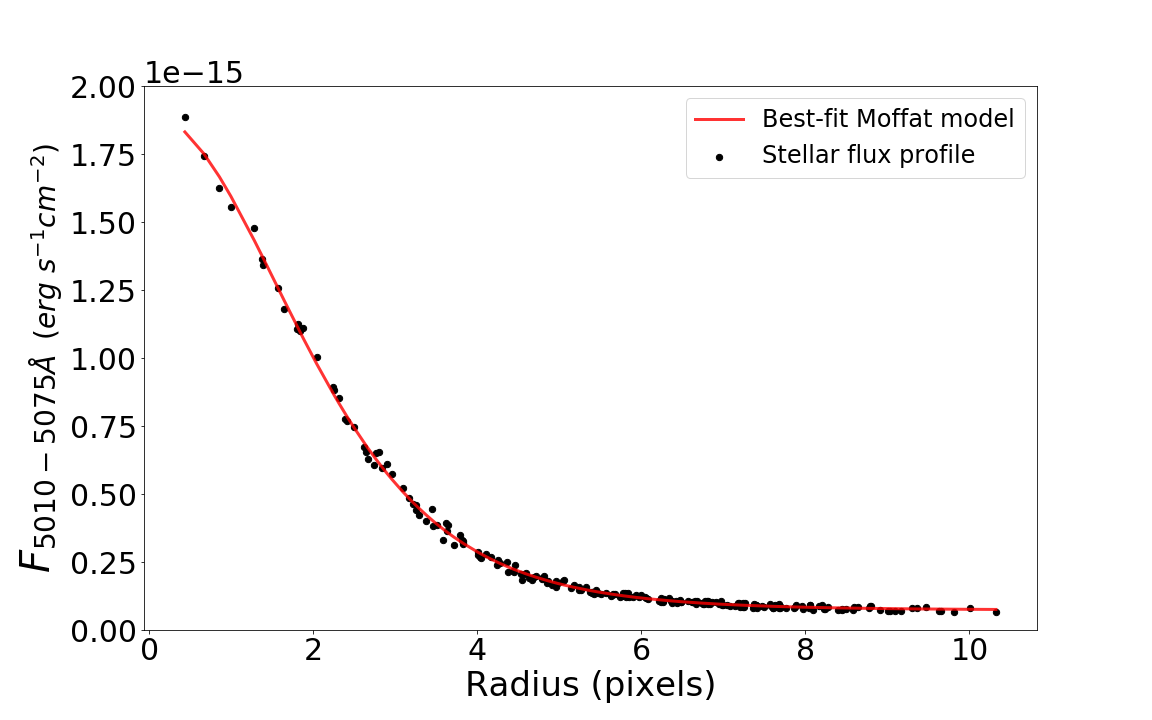 1e−15
2.00
1.75
1.50
1.25
1.00
0.75
0.50
0.25
0.00
F5010 − 5075Å (erg s⁻¹cm⁻²)
Best-fit Moffat model
Stellar flux profile
0 2 4 6 8 10
Radius (pixels)